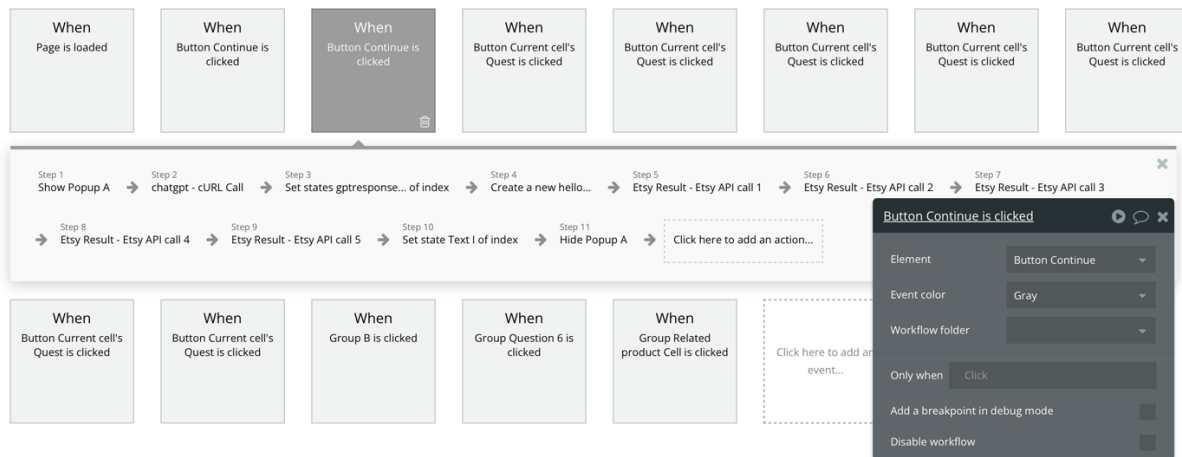 When
Page is loaded
When
Button Continue is
clicked
When
Button Continue is
clicked
When
Button Current cell's
Quest is clicked
When
Button Current cell's
Quest is clicked
When
Button Current cell's
Quest is clicked
When
Button Current cell's
Quest is clicked
When
Button Current cell's
Quest is clicked
Step 1
Show Popup A
Step 2
chatgpt - cURL Call
Step 3
Set states gptresponse... of index
Step 4
Create a new hello...
Step 5
Etsy Result - Etsy API call 1
Step 6
Etsy Result - Etsy API call 2
Step 7
Etsy Result - Etsy API call 3
Step 8
Etsy Result - Etsy API call 4
Step 9
Etsy Result - Etsy API call 5
Step 10
Set state Text I of index
Step 11
Hide Popup A
Click here to add an action...
Button Continue is clicked
Element
Button Continue
Event color
Gray
Workflow folder
Only when
Click
Add a breakpoint in debug mode
Disable workflow
When
Button Current cell's
Quest is clicked
When
Button Current cell's
Quest is clicked
When
Group B is clicked
When
Group Question 6 is
clicked
When
Group Related
product Cell is clicked
Click here to add an
event...